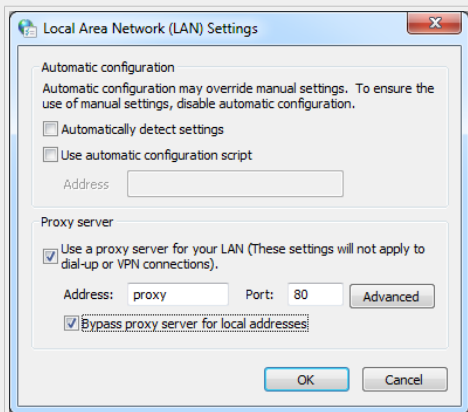 Local Area Network (LAN) Settings
Automatic configuration
Automatic configuration may override manual settings. To ensure the
use of manual settings, disable automatic configuration.
Automatically detect settings
Use automatic configuration script
Address
Proxy server
Use a proxy server for your LAN (These settings will not apply to
dial-up or VPN connections).
Address: proxy Port: 80 Advanced
Bypass proxy server for local addresses
OK Cancel